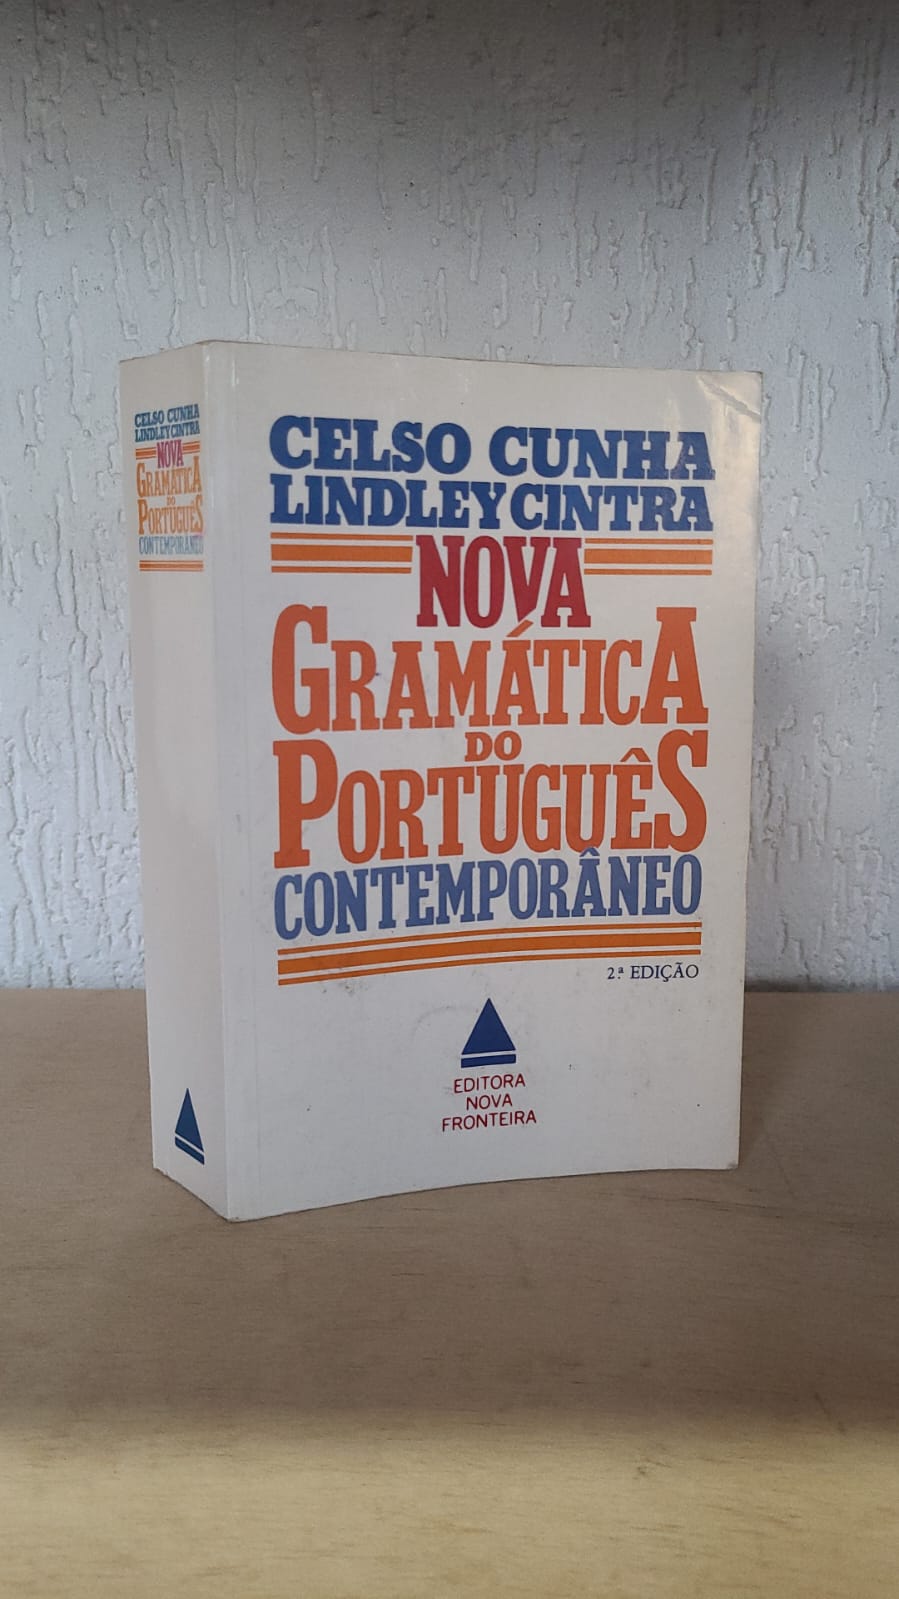 CELSO CUNHA
LINDLEY CINTRA
NOVA
GRAMÁTICA
DO
PORTUGUÊS
CONTEMPORÂNEO
CELSO CUNHA
LINDLEY CINTRA
NOVA
GRAMÁTICA
DO
PORTUGUÊS
CONTEMPORÂNEO
2.ª EDIÇÃO
EDITORA
NOVA
FRONTEIRA